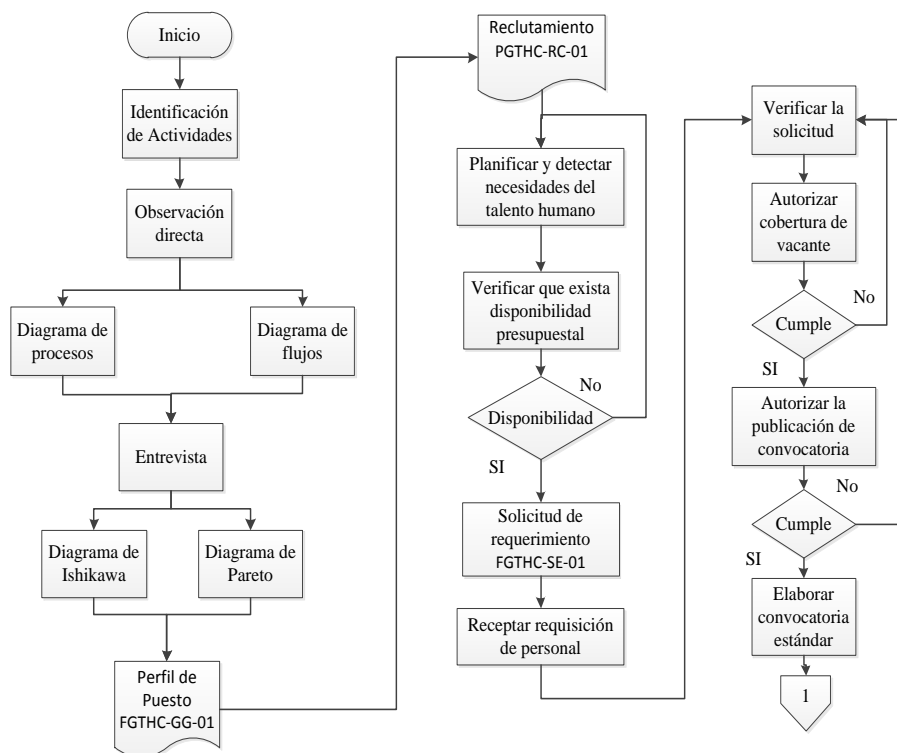 Inicio
Identificación
de Actividades
Observación
directa
Diagrama de
procesos
Diagrama de
flujos
Entrevista
Diagrama de
Ishikawa
Diagrama de
Pareto
Perfil de
Puesto
FGTHC-GG-01
Reclutamiento
PGTHC-RC-01
Planificar y detectar
necesidades del
talento humano
Verificar que exista
disponibilidad
presupuestal
No
Disponibilidad
SI
Solicitud de
requerimiento
FGTHC-SE-01
Receptar requisición
de personal
Verificar la
solicitud
Autorizar
cobertura de
vacante
No
Cumple
SI
Autorizar la
publicación de
convocatoria
No
Cumple
SI
Elaborar
convocatoria
estándar
1